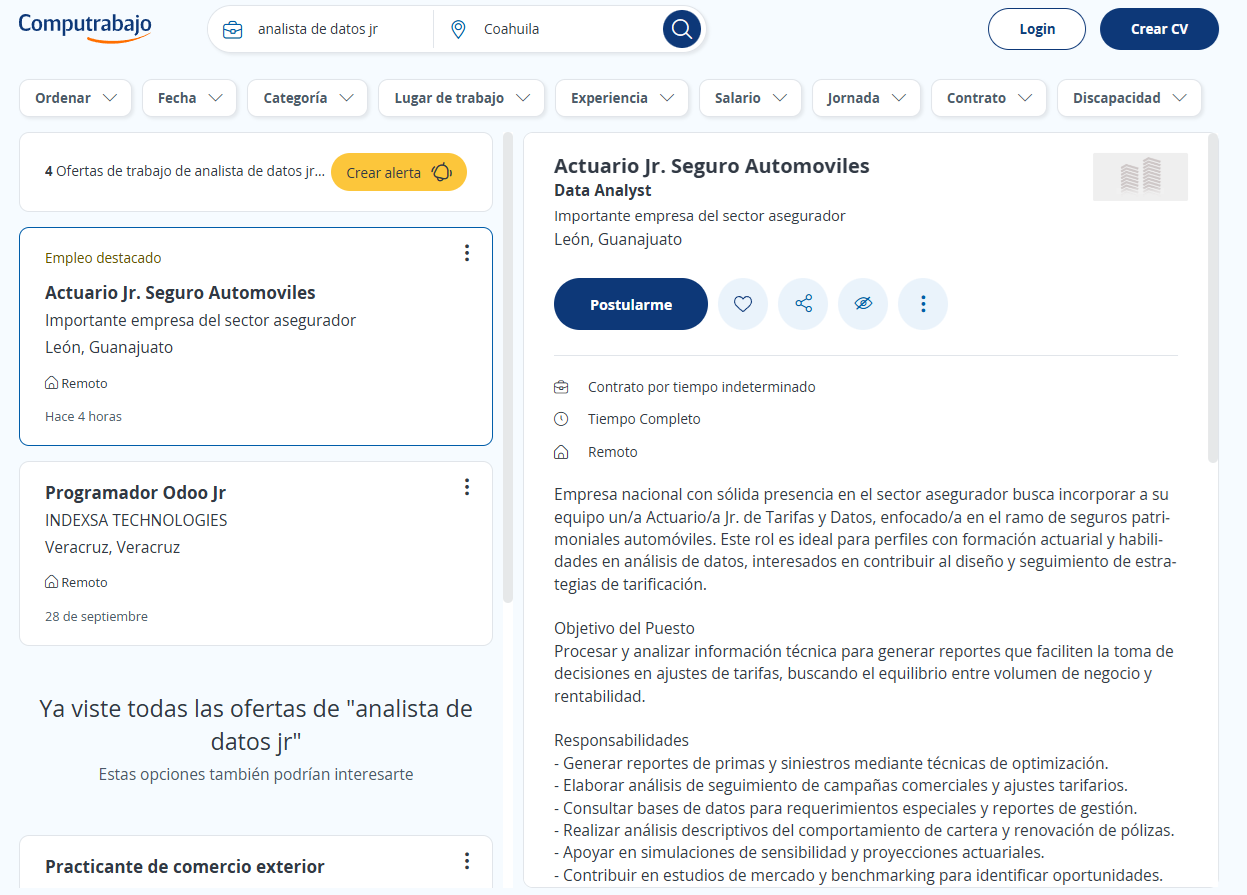 Computrabajo
analista de datos jr
Coahuila
Login
Crear CV
Ordenar
Fecha
Categoría
Lugar de trabajo
Experiencia
Salario
Jornada
Contrato
Discapacidad
4 Ofertas de trabajo de analista de datos jr...
Crear alerta
Empleo destacado
Actuario Jr. Seguro Automoviles
Importante empresa del sector asegurador
León, Guanajuato
Remoto
Hace 4 horas
Programador Odoo Jr
INDEXSA TECHNOLOGIES
Veracruz, Veracruz
Remoto
28 de septiembre
Ya viste todas las ofertas de "analista de
datos jr"
Estas opciones también podrían interesarte
Practicante de comercio exterior
Actuario Jr. Seguro Automoviles
Data Analyst
Importante empresa del sector asegurador
León, Guanajuato
Postularme
Contrato por tiempo indeterminado
Tiempo Completo
Remoto
Empresa nacional con sólida presencia en el sector asegurador busca incorporar a su
equipo un/a Actuario/a Jr. de Tarifas y Datos, enfocado/a en el ramo de seguros patri-
moniales automóviles. Este rol es ideal para perfiles con formación actuarial y habili-
dades en análisis de datos, interesados en contribuir al diseño y seguimiento de estra-
tegias de tarificación.
Objetivo del Puesto
Procesar y analizar información técnica para generar reportes que faciliten la toma de
decisiones en ajustes de tarifas, buscando el equilibrio entre volumen de negocio y
rentabilidad.
Responsabilidades
- Generar reportes de primas y siniestros mediante técnicas de optimización.
- Elaborar análisis de seguimiento de campañas comerciales y ajustes tarifarios.
- Consultar bases de datos para requerimientos especiales y reportes de gestión.
- Realizar análisis descriptivos del comportamiento de cartera y renovación de pólizas.
- Apoyar en simulaciones de sensibilidad y proyecciones actuariales.
- Contribuir en estudios de mercado y benchmarking para identificar oportunidades.